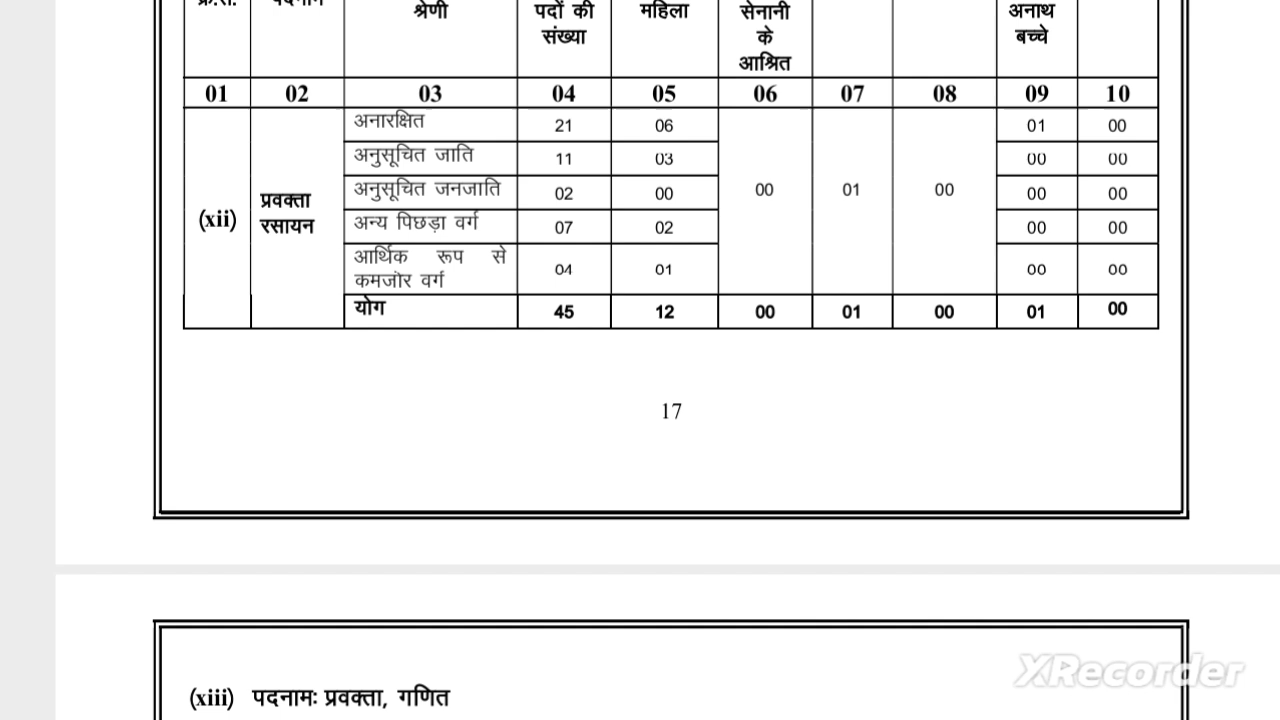 क्र.सं. पदनाम श्रेणी पदों की संख्या महिला सेनानी के आश्रित अनाथ बच्चे
01 02 03 04 05 06 07 08 09 10
(xii) प्रवक्ता रसायन
अनारक्षित 21 06 01 00
अनुसूचित जाति 11 03 00 00
अनुसूचित जनजाति 02 00 00 01 00 00 00
अन्य पिछड़ा वर्ग 07 02 00 00
आर्थिक रूप से कमजोर वर्ग 04 01 00 00
योग 45 12 00 01 00 01 00
17
(xiii) पदनामः प्रवक्ता, गणित
XRecorder